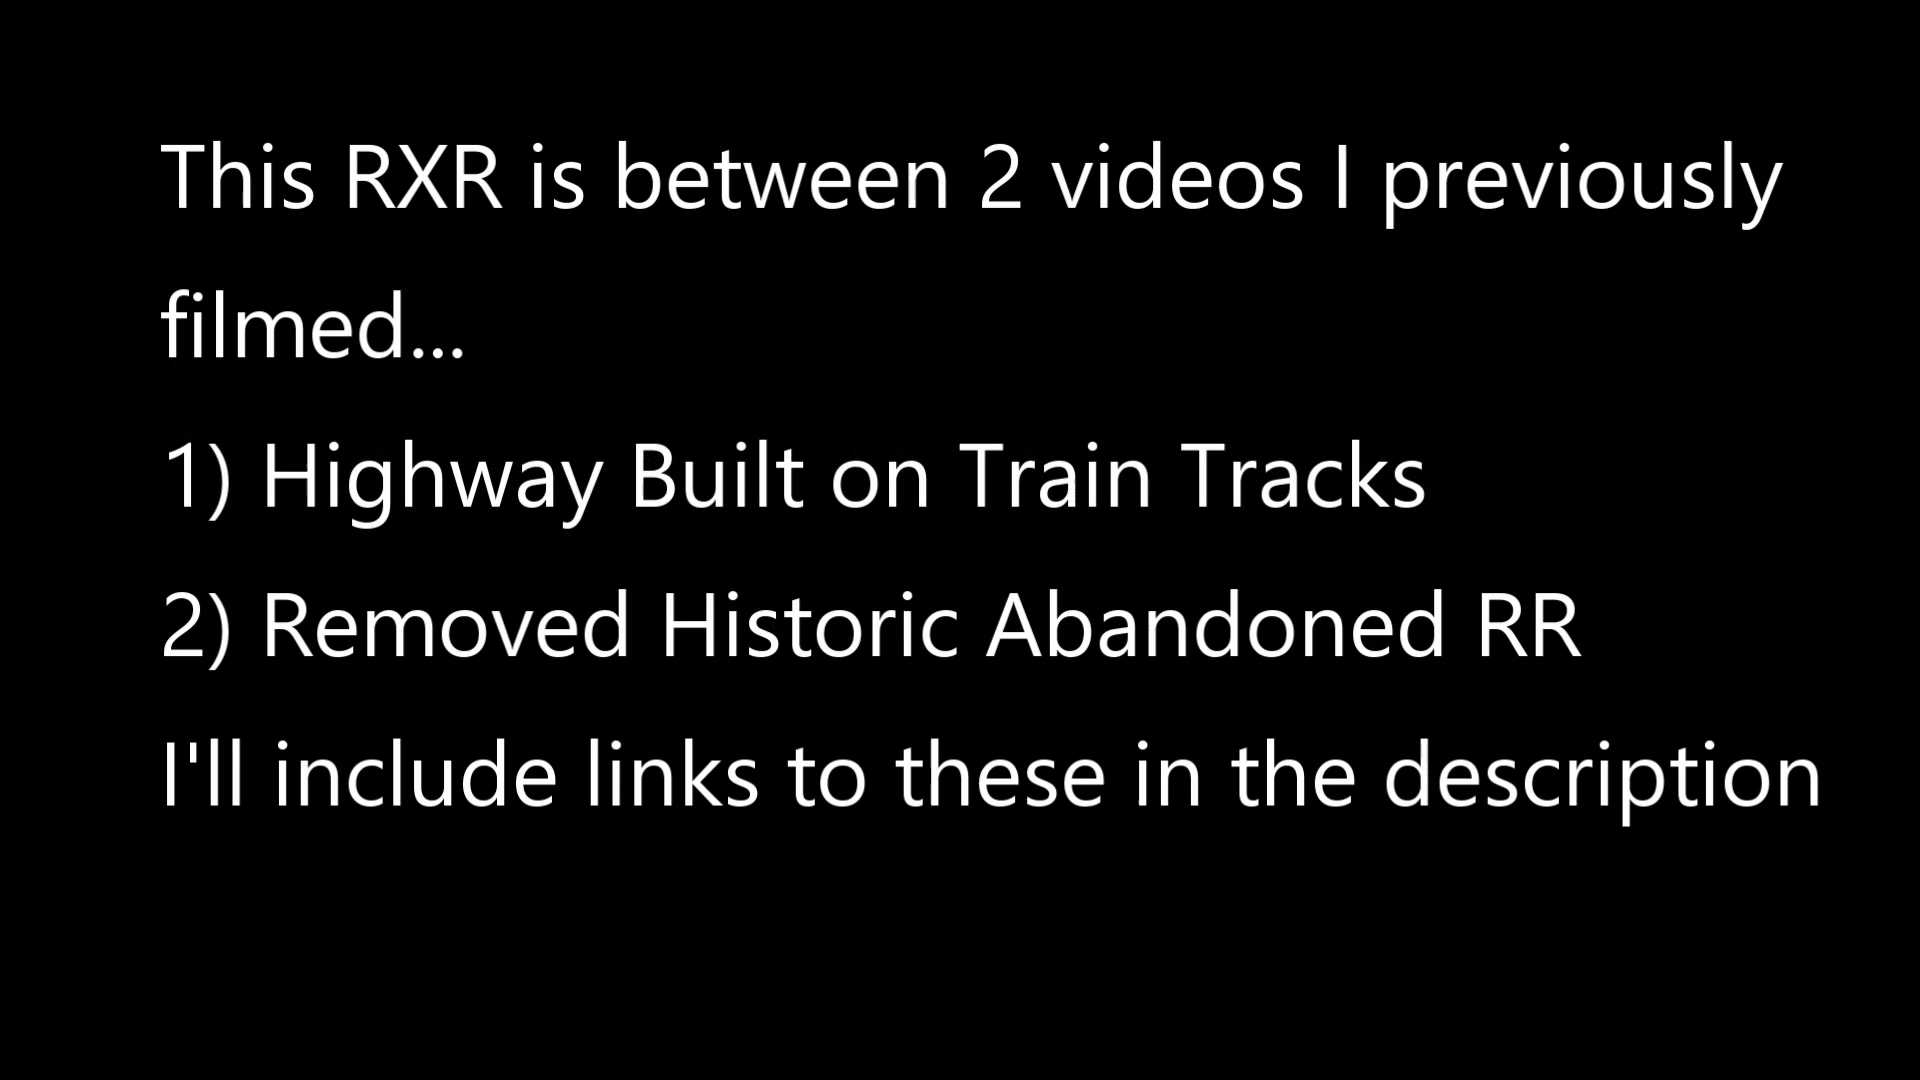 This RXR is between 2 videos I previously
filmed...
1) Highway Built on Train Tracks
2) Removed Historic Abandoned RR
I'll include links to these in the description